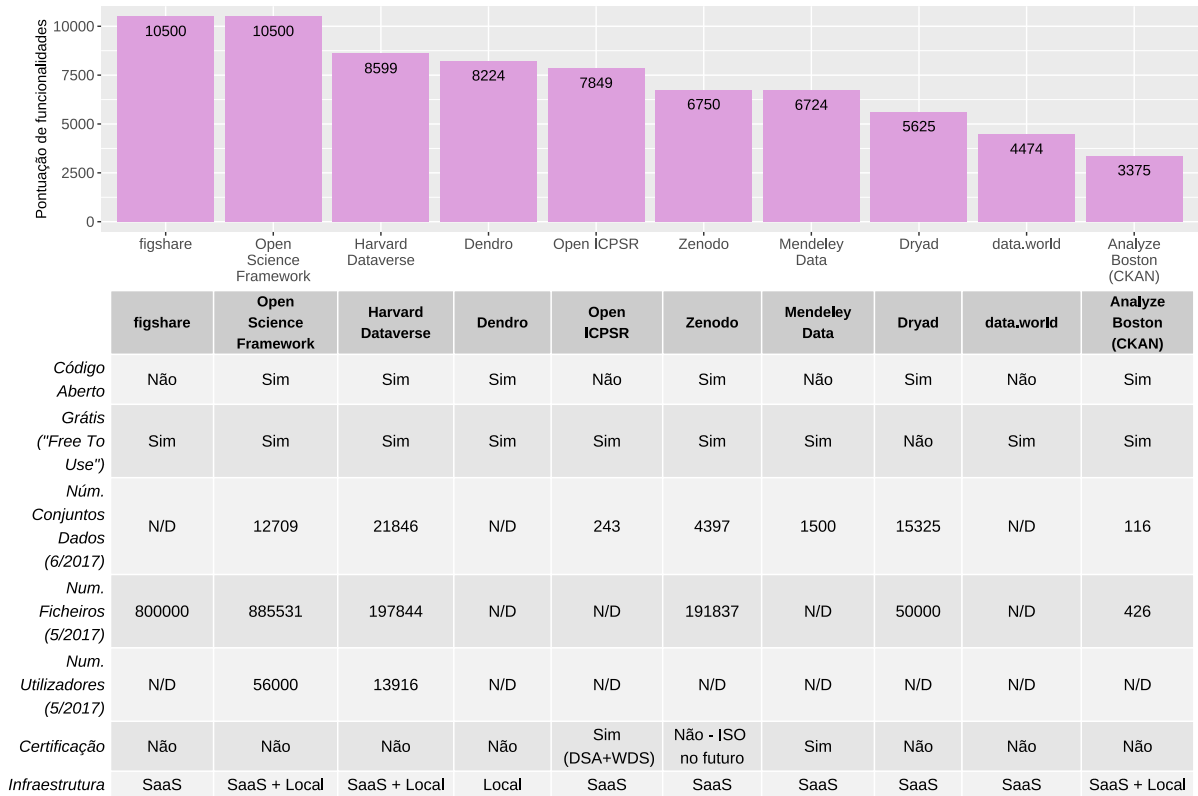 Pontuação de funcionalidades
10000
7500
5000
2500
0
10500
10500
8599
8224
7849
6750
6724
5625
4474
3375
figshare
Open
Science
Framework
Harvard
Dataverse
Dendro
Open ICPSR
Zenodo
Mendeley
Data
Dryad
data.world
Analyze
Boston
(CKAN)
figshare
Open
Science
Framework
Harvard
Dataverse
Dendro
Open
ICPSR
Zenodo
Mendeley
Data
Dryad
data.world
Analyze
Boston
(CKAN)
Código
Aberto
Não Sim Sim Sim Não Sim Não Sim Não Sim
Grátis
("Free To
Use")
Sim Sim Sim Sim Sim Sim Sim Não Sim Sim
Núm.
Conjuntos
Dados
(6/2017)
N/D 12709 21846 N/D 243 4397 1500 15325 N/D 116
Num.
Ficheiros
(5/2017)
800000 885531 197844 N/D N/D 191837 N/D 50000 N/D 426
Num.
Utilizadores
(5/2017)
N/D 56000 13916 N/D N/D N/D N/D N/D N/D N/D
Certificação
Não Não Não Não
Sim
(DSA+WDS)
Não - ISO
no futuro
Sim Não Não Não
Infraestrutura SaaS SaaS + Local SaaS + Local Local SaaS SaaS SaaS SaaS SaaS SaaS + Local